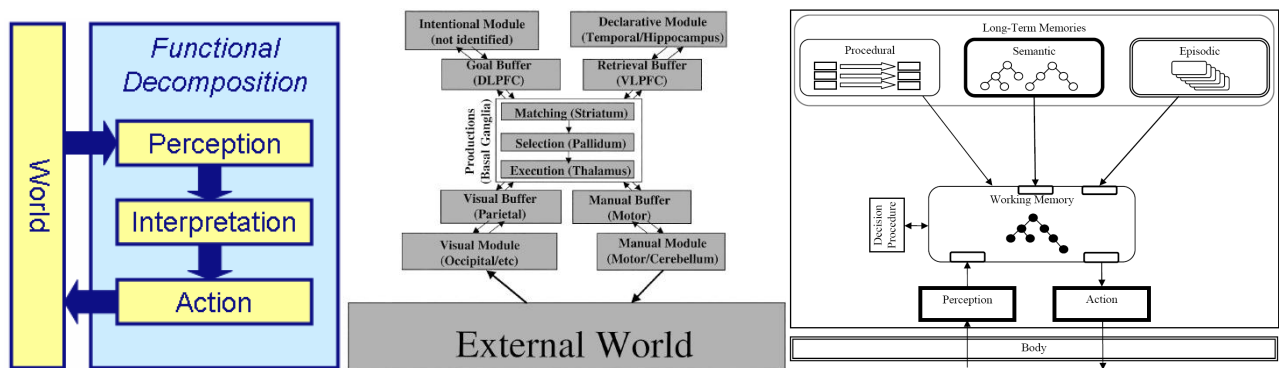 Functional
Decomposition
World
Perception
Interpretation
Action
Intentional Module
(not identified)
Declarative Module
(Temporal/Hippocampus)
Goal Buffer
(DLPFC)
Retrieval Buffer
(VLPFC)
Productions
(Basal Ganglia)
Matching (Striatum)
Selection (Pallidum)
Execution (Thalamus)
Visual Buffer
(Parietal)
Manual Buffer
(Motor)
Visual Module
(Occipital/etc)
Manual Module
(Motor/Cerebellum)
External World
Long-Term Memories
Procedural
Semantic
Episodic
Working Memory
Decision
Procedure
Perception
Action
Body